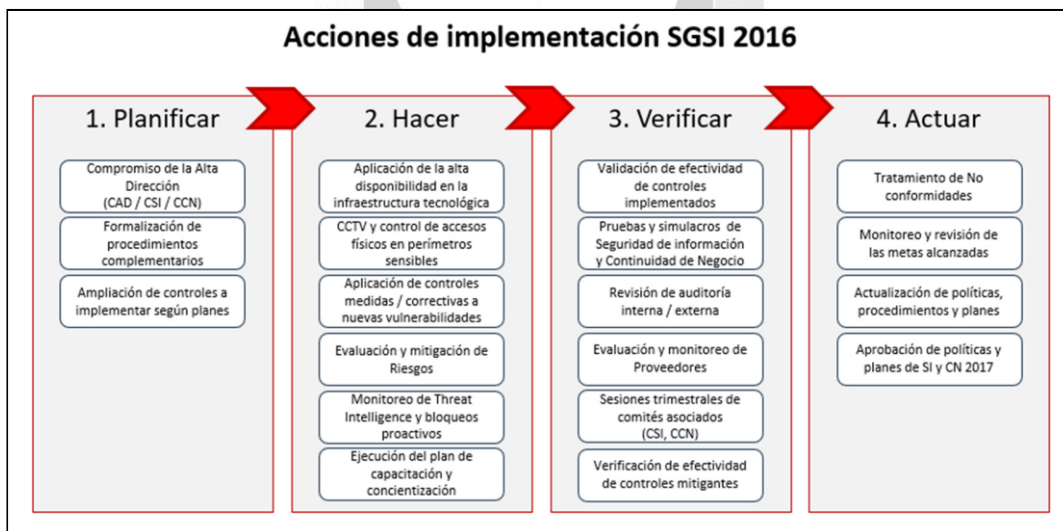 Acciones de implementación SGSI 2016
1. Planificar
Compromiso de la Alta
Dirección
(CAD / CSI / CCN)
Formalización de
procedimientos
complementarios
Ampliación de controles a
implementar según planes
2. Hacer
Aplicación de la alta
disponibilidad en la
infraestructura tecnológica
CCTV y control de accesos
físicos en perímetros
sensibles
Aplicación de controles
medidas / correctivas a
nuevas vulnerabilidades
Evaluación y mitigación de
Riesgos
Monitoreo de Threat
Intelligence y bloqueos
proactivos
Ejecución del plan de
capacitación y
concientización
3. Verificar
Validación de efectividad
de controles
implementados
Pruebas y simulacros de
Seguridad de información
y Continuidad de Negocio
Revisión de auditoría
interna / externa
Evaluación y monitoreo de
Proveedores
Sesiones trimestrales de
comités asociados
(CSI, CCN)
Verificación de efectividad
de controles mitigantes
4. Actuar
Tratamiento de No
conformidades
Monitoreo y revisión de
las metas alcanzadas
Actualización de políticas,
procedimientos y planes
Aprobación de políticas y
planes de SI y CN 2017